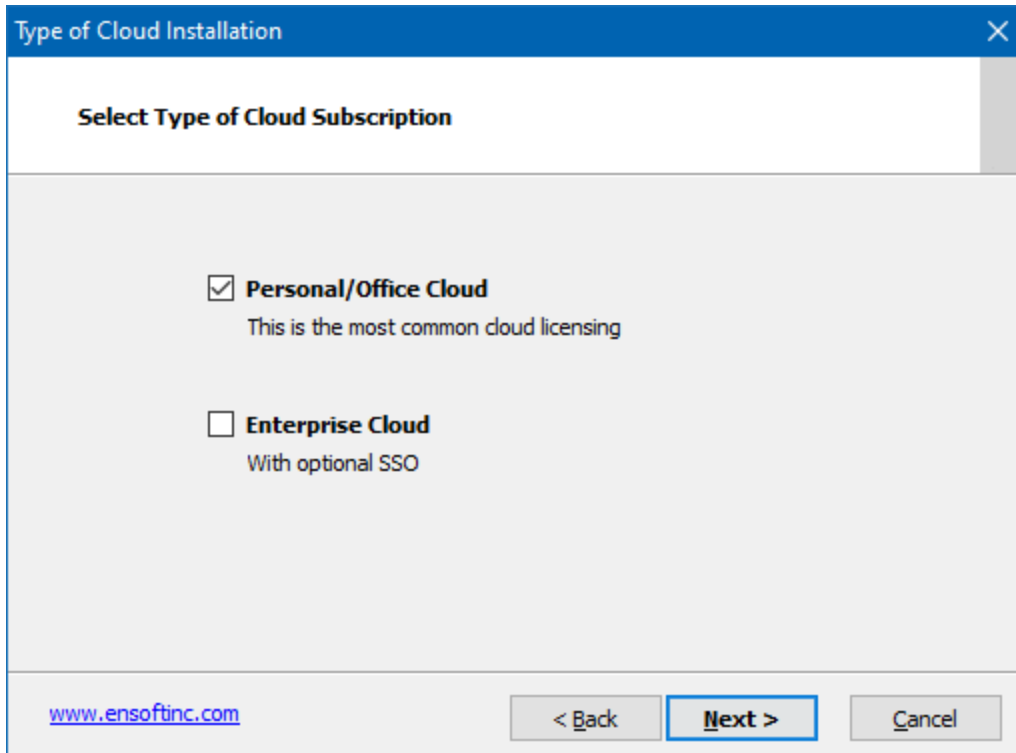 Type of Cloud Installation
Select Type of Cloud Subscription
Personal/Office Cloud
This is the most common cloud licensing
Enterprise Cloud
With optional SSO
www.ensoftinc.com
< Back
Next >
Cancel